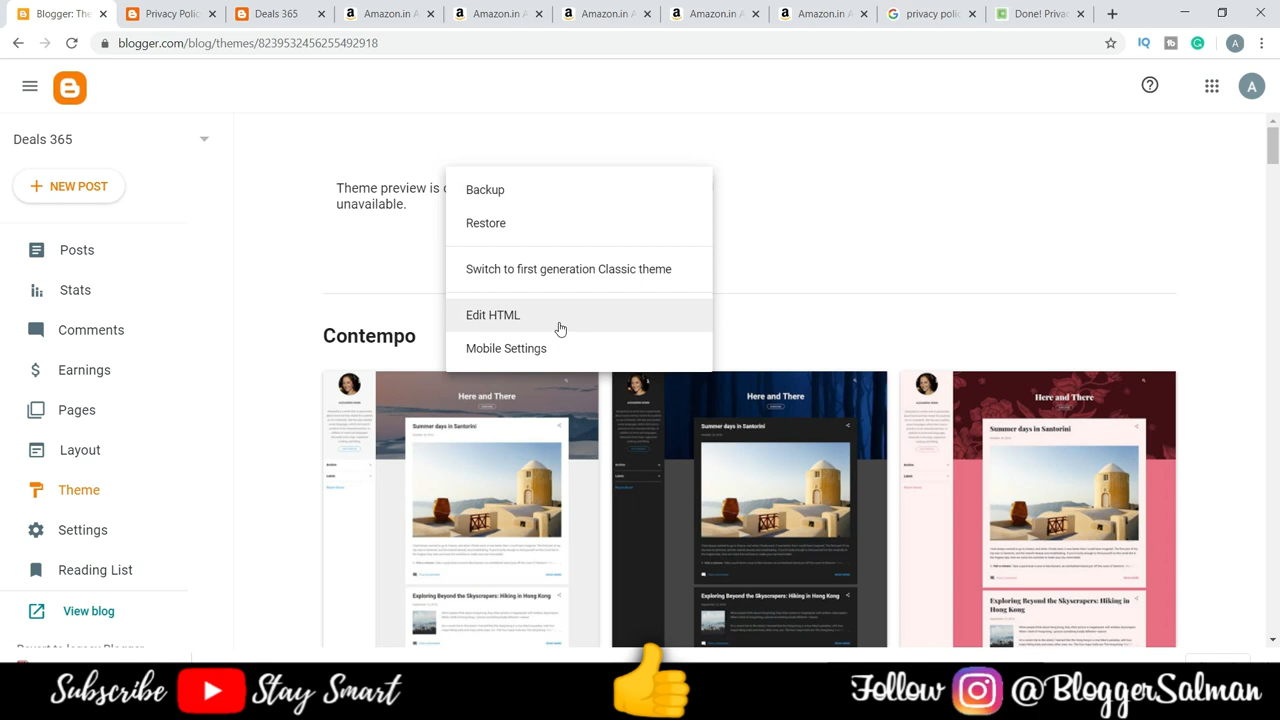 Blogger: The
Privacy Polic
Deals 365
Amazon.in A
Amazon.in A
Amazon.in A
Amazon.in A
Amazon.in A
privacy polic
Done! Priva
blogger.com/blog/themes/8239532456255492918
A
A
Deals 365
NEW POST
Posts
Stats
Comments
Earnings
Pages
Layout
Theme
Settings
Reading List
View blog
Theme preview is
unavailable.
Backup
Restore
Switch to first generation Classic theme
Edit HTML
Mobile Settings
Contempo
Here and There
Summer days in Santorini
Exploring Beyond the Skyscrapers: Hiking in Hong Kong
Here and There
Summer days in Santorini
Exploring Beyond the Skyscrapers: Hiking in Hong Kong
Here and There
Summer days in Santorini
Exploring Beyond the Skyscrapers: Hiking in
Hong Kong
Subscribe Stay Smart
Follow @BloggerSalman